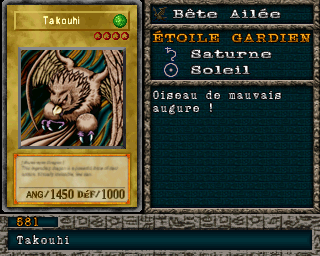 Takouhi
ANG/1450 DÉF/1000
Bête Ailée
ÉTOILE GARDIEN
Saturne
Soleil
Oiseau de mauvais
augure !
581
Takouhi